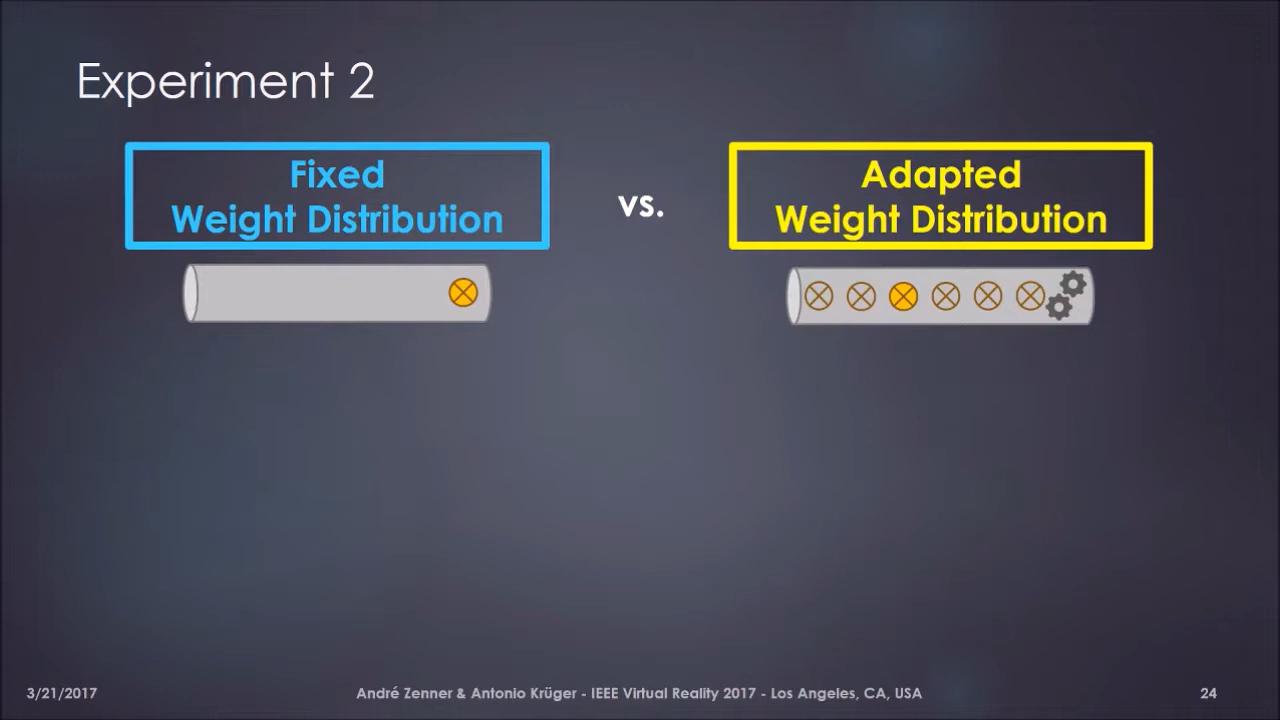 Experiment 2
Fixed
Weight Distribution
vs.
Adapted
Weight Distribution
3/21/2017
André Zenner & Antonio Krüger - IEEE Virtual Reality 2017 - Los Angeles, CA, USA
24